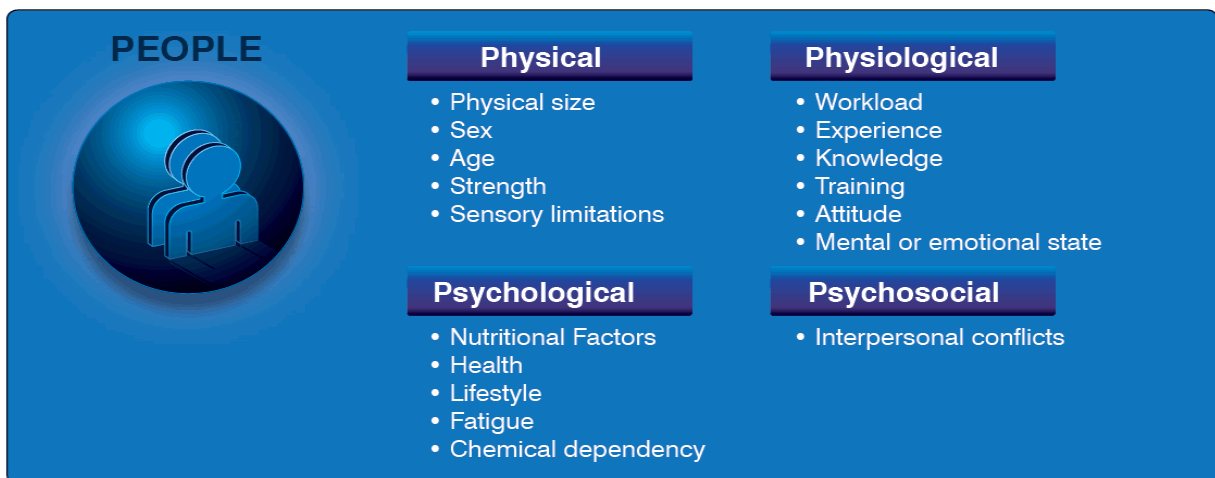 PEOPLE
Physical
• Physical size
• Sex
• Age
• Strength
• Sensory limitations
Physiological
• Workload
• Experience
• Knowledge
• Training
• Attitude
• Mental or emotional state
Psychological
• Nutritional Factors
• Health
• Lifestyle
• Fatigue
• Chemical dependency
Psychosocial
• Interpersonal conflicts